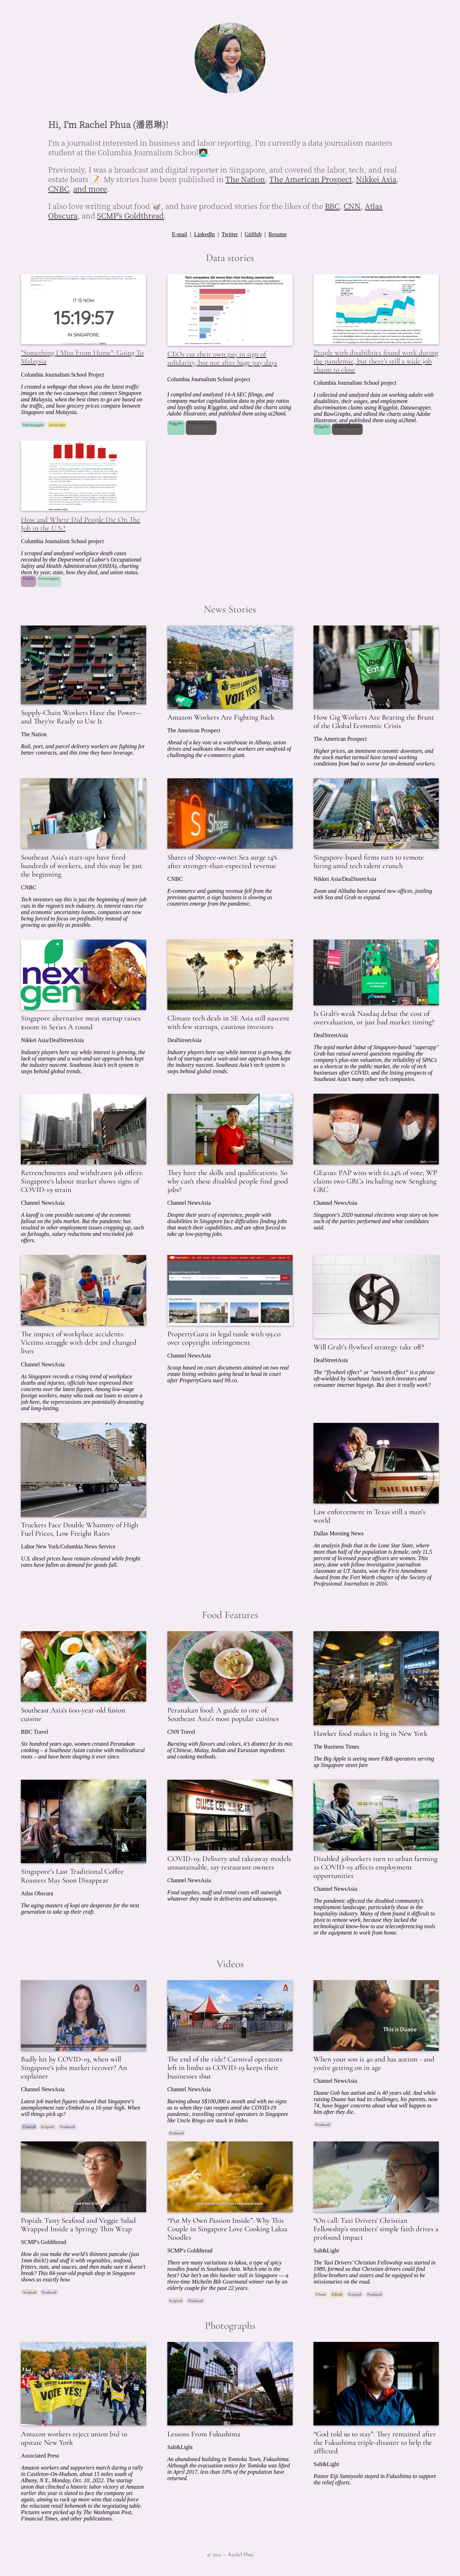 Hi, I'm Rachel Phua (潘恩琳)!
I'm a journalist interested in business and labor reporting. I'm currently a data journalism masters
student at the Columbia Journalism School👩🏻‍💻.
Previously, I was a broadcast and digital reporter in Singapore, and covered the labor, tech, and real
estate beats 📝. My stories have been published in The Nation, The American Prospect, Nikkei Asia,
CNBC, and more.
I also love writing about food 🥡, and have produced stories for the likes of the BBC, CNN, Atlas
Obscura, and SCMP's Goldthread.
E-mail | LinkedIn | Twitter | GitHub | Resume
Data stories
IT IS NOW
15:19:57
IN SINGAPORE.
"Something I Miss From Home": Going To
Malaysia
Columbia Journalism School Project
I created a webpage that captures the latest traffic
images on the two causeways that connect Singapore
and Malaysia, when the best times to go are based on
the traffic, and how grocery prices compare between
Singapore and Malaysia.
Datawrapper Javascript
Tech companies did worse than their banking counterparts
CEOs cut their own pay in sign of
solidarity, but not after huge pay days
Columbia Journalism School project
I compiled and analyzed 14-A SEC filings, and
company market capitalization data to plot pay ratios
and layoffs using R/ggplot, and edited the charts using
Adobe Illustrator, and published them using ai2html.
R/ggplot
People with disabilities found work during
the pandemic, but there's still a wide job
chasm to close
Columbia Journalism School project
I collected and analyzed data on working adults with
disabilities, their wages, and employment
discrimination claims using R/ggplot, Datawrapper,
and RawGraphs, and edited the charts using Adobe
Illustrator, and published them using ai2html.
R/ggplot
How and Where Did People Die On The
Job in the U.S.?
Columbia Journalism School project
I scraped and analyzed workplace death cases
recorded by the Department of Labor's Occupational
Safety and Health Administration (OSHA), charting
them by year, state, how they died, and union status.
Pandas Datawrapper
News Stories
Supply-Chain Workers Have the Power—
and They're Ready to Use It
The Nation
Rail, port, and parcel delivery workers are fighting for
better contracts, and this time they have leverage.
VOTE YES!
Amazon Workers Are Fighting Back
The American Prospect
Ahead of a key vote at a warehouse in Albany, union
drives and walkouts show that workers are unafraid of
challenging the e-commerce giant.
Uber
Eats
How Gig Workers Are Bearing the Brunt
of the Global Economic Crisis
The American Prospect
Higher prices, an imminent economic downturn, and
the stock market turmoil have turned working
conditions from bad to worse for on-demand workers.
Southeast Asia's start-ups have fired
hundreds of workers, and this may be just
the beginning
CNBC
Tech investors say this is just the beginning of more job
cuts in the region's tech industry. As interest rates rise
and economic uncertainty looms, companies are now
being forced to focus on profitability instead of
growing as quickly as possible.
Shopee
Shares of Shopee-owner Sea surge 14%
after stronger-than-expected revenue
CNBC
E-commerce and gaming revenue fell from the
previous quarter, a sign business is slowing as
countries emerge from the pandemic.
Singapore-based firms turn to remote
hiring amid tech talent crunch
Nikkei Asia/DealStreetAsia
Zoom and Alibaba have opened new offices, jostling
with Sea and Grab to expand.
next
gen
Singapore alternative meat startup raises
$100m in Series A round
Nikkei Asia/DealStreetAsia
Industry players here say while interest is growing, the
lack of startups and a wait-and-see approach has kept
the industry nascent. Southeast Asia's tech system is
steps behind global trends.
Climate tech deals in SE Asia still nascent
with few startups, cautious investors
DealStreetAsia
Industry players here say while interest is growing, the
lack of startups and a wait-and-see approach has kept
the industry nascent. Southeast Asia's tech system is
steps behind global trends.
Is Grab's weak Nasdaq debut the cost of
overvaluation, or just bad market timing?
DealStreetAsia
The tepid market debut of Singapore-based "superapp"
Grab has raised several questions regarding the
company's plus-size valuation, the reliability of SPACs
as a shortcut to the public market, the role of tech
businesses after COVID, and the listing prospects of
Southeast Asia's many other tech companies.
Retrenchments and withdrawn job offers:
Singapore's labour market shows signs of
COVID-19 strain
Channel NewsAsia
A layoff is one possible outcome of the economic
fallout on the jobs market. But the pandemic has
resulted in other employment issues cropping up, such
as furloughs, salary reductions and rescinded job
offers.
They have the skills and qualifications. So
why can't these disabled people find good
jobs?
Channel NewsAsia
Despite their years of experience, people with
disabilities in Singapore face difficulties finding jobs
that match their capabilities, and are often forced to
take up low-paying jobs.
GE2020: PAP wins with 61.24% of vote; WP
claims two GRCs including new Sengkang
GRC
Channel NewsAsia
Singapore's 2020 national elections wrap story on how
each of the parties performed and what candidates
said.
The impact of workplace accidents:
Victims struggle with debt and changed
lives
Channel NewsAsia
As Singapore records a rising trend of workplace
deaths and injuries, officials have expressed their
concerns over the latest figures. Among low-wage
foreign workers, many who took out loans to secure a
job here, the repercussions are potentially devastating
and long-lasting.
PropertyGuru in legal tussle with 99.co
over copyright infringement
Channel NewsAsia
Scoop based on court documents attained on two real
estate listing websites going head to head in court
after PropertyGuru sued 99.co.
Will Grab's flywheel strategy take off?
DealStreetAsia
The “flywheel effect” or “network effect” is a phrase
oft-wielded by Southeast Asia's tech investors and
consumer internet bigwigs. But does it really work?
Truckers Face Double Whammy of High
Fuel Prices, Low Freight Rates
Labor New York/Columbia News Service
U.S. diesel prices have remain elevated while freight
rates have fallen as demand for goods fall.
SHERIFF
Law enforcement in Texas still a man's
world
Dallas Morning News
An analysis finds that in the Lone Star State, where
more than half of the population is female, only 11.5
percent of licensed peace officers are women. This
story, done with fellow investigative journalism
classmate at UT Austin, won the First Amendment
Award from the Fort Worth chapter of the Society of
Professional Journalists in 2016.
Food Features
Southeast Asia's 600-year-old fusion
cuisine
BBC Travel
Six hundred years ago, women created Peranakan
cooking – a Southeast Asian cuisine with multicultural
roots – and have been shaping it ever since.
Peranakan food: A guide to one of
Southeast Asia's most popular cuisines
CNN Travel
Bursting with flavors and colors, it's distinct for its mix
of Chinese, Malay, Indian and Eurasian ingredients
and cooking methods.
Hawker food makes it big in New York
The Business Times
The Big Apple is seeing more F&B operators serving
up Singapore street fare
Singapore's Last Traditional Coffee
Roasters May Soon Disappear
Atlas Obscura
The aging masters of kopi are desperate for the next
generation to take up their craft.
COVID-19: Delivery and takeaway models
unsustainable, say restaurant owners
Channel NewsAsia
Food supplies, staff and rental costs will outweigh
whatever they make in deliveries and takeaways.
Disabled jobseekers turn to urban farming
as COVID-19 affects employment
opportunities
Channel NewsAsia
The pandemic affected the disabled community's
employment landscape, particularly those in the
hospitality industry. Many of them found it difficult to
pivot to remote work, because they lacked the
technological know-how to use teleconferencing tools
or the equipment to work from home.
Videos
Badly hit by COVID-19, when will
Singapore's jobs market recover? An
explainer
Channel NewsAsia
Latest job market figures showed that Singapore's
unemployment rate climbed to a 16-year high. When
will things pick up?
Fronted Scripted Produced
The end of the ride? Carnival operators
left in limbo as COVID-19 keeps their
businesses shut
Channel NewsAsia
Burning about S$100,000 a month and with no signs
as to when they can reopen amid the COVID-19
pandemic, travelling carnival operators in Singapore
like Uncle Ringo are stuck in limbo.
Produced
This is Duane
When your son is 40 and has autism - and
you're getting on in age
Channel NewsAsia
Duane Goh has autism and is 40 years old. And while
raising Duane has had its challenges, his parents, now
74, have bigger concerns about what will happen to
him after they die.
Produced
Popiah: Tasty Seafood and Veggie Salad
Wrapped Inside a Springy Thin Wrap
SCMP's Goldthread
How do you make the world's thinnest pancake (just
1mm thick!) and stuff it with vegetables, seafood,
fritters, nuts, and sauces, and then make sure it doesn't
break? This 84-year-old popiah shop in Singapore
shows us exactly how.
Scripted Produced
“Put My Own Passion Inside”: Why This
Couple in Singapore Love Cooking Laksa
Noodles
SCMP's Goldthread
There are many variations to laksa, a type of spicy
noodles found in Southeast Asia. Which one is the
best? Our bet's on this hawker stall in Singapore — a
three-time Michelin Bib Gourmand winner run by an
elderly couple for the past 22 years.
Scripted Produced
“On call: Taxi Drivers' Christian
Fellowship's members' simple faith drives a
profound impact
Salt&Light
The Taxi Drivers' Christian Fellowship was started in
1989, formed so that Christian drivers could find
fellow brothers and sisters and be equipped to be
missionaries on the road.
Filmed Edited Scripted Produced
Photographs
VOTE YES!
Amazon workers reject union bid in
upstate New York
Associated Press
Amazon workers and supporters march during a rally
in Castleton-On-Hudson, about 15 miles south of
Albany, N.Y., Monday, Oct. 10, 2022. The startup
union that clinched a historic labor victory at Amazon
earlier this year is slated to face the company yet
again, aiming to rack up more wins that could force
the reluctant retail behemoth to the negotiating table.
Pictures were picked up by The Washington Post,
Financial Times, and other publications.
Lessons From Fukushima
Salt&Light
An abandoned building in Tomioka Town, Fukushima.
Although the evacuation notice for Tomioka was lifted
in April 2017, less than 10% of the population have
returned.
“God told us to stay”: They remained after
the Fukushima triple-disaster to help the
afflicted
Salt&Light
Pastor Eiji Sumiyoshi stayed in Fukushima to support
the relief efforts.
© 2023 — Rachel Phua